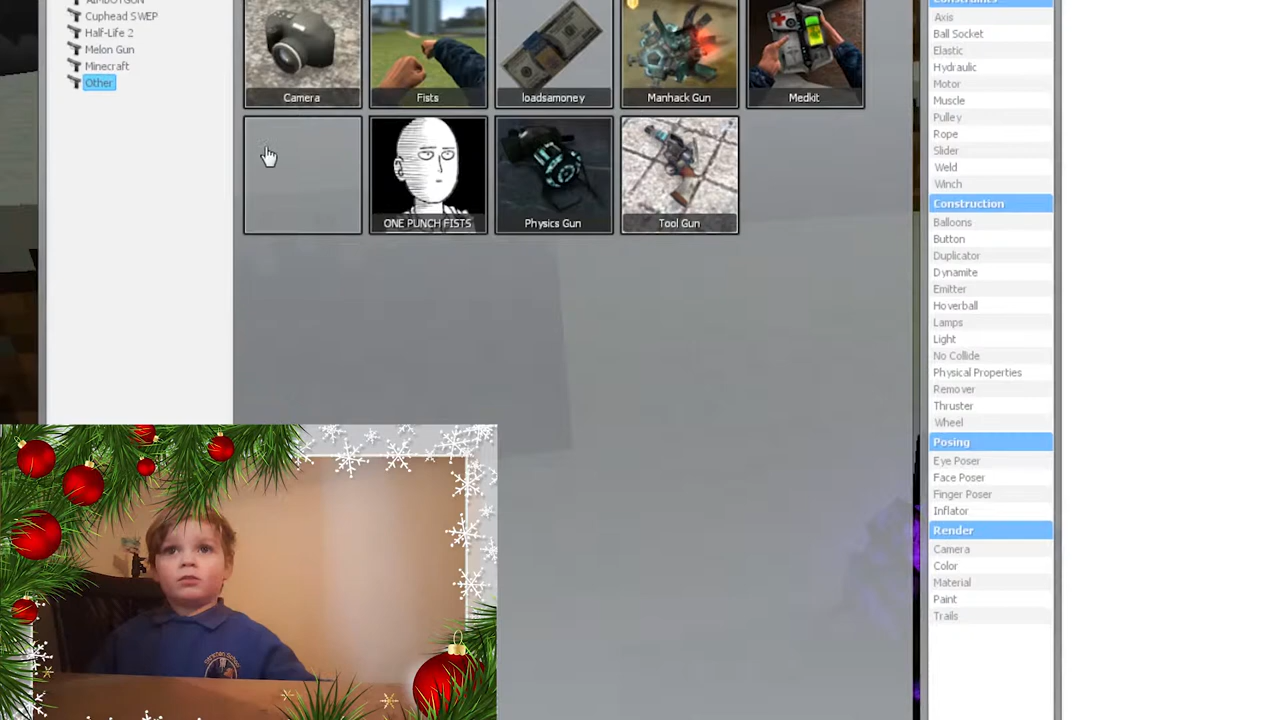 Cuphead SWEP
Half-Life 2
Melon Gun
Minecraft
Other
Camera
Fists
loadsamoney
Manhack Gun
Medkit
ONE PUNCH FISTS
Physics Gun
Tool Gun
Constraints
Axis
Ball Socket
Elastic
Hydraulic
Motor
Muscle
Pulley
Rope
Slider
Weld
Winch
Construction
Balloons
Button
Duplicator
Dynamite
Emitter
Hoverball
Lamps
Light
No Collide
Physical Properties
Remover
Thruster
Wheel
Posing
Eye Poser
Face Poser
Finger Poser
Inflator
Render
Camera
Color
Material
Paint
Trails